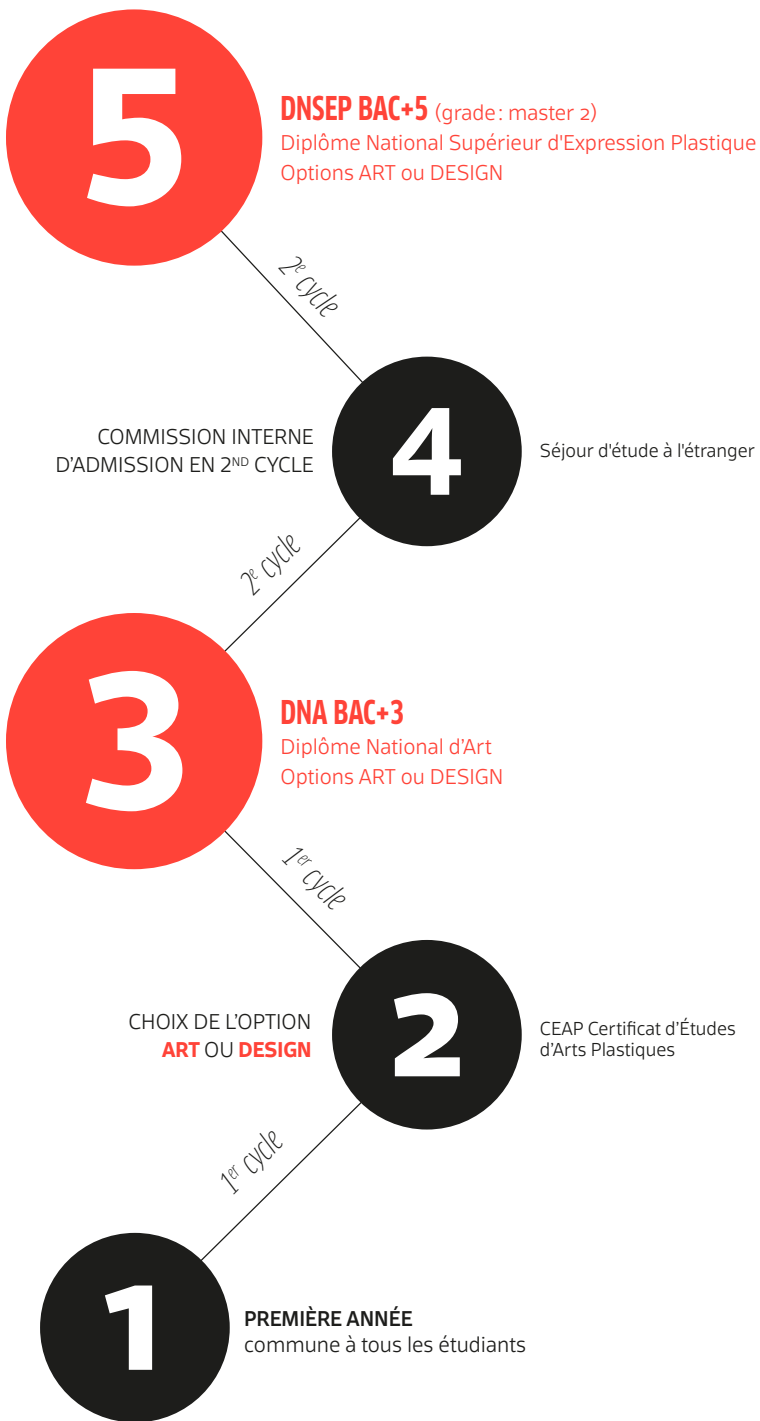 5
DNSEP BAC+5 (grade: master 2)
Diplôme National Supérieur d'Expression Plastique
Options ART ou DESIGN
2e cycle
COMMISSION INTERNE
D'ADMISSION EN 2ND CYCLE
4
Séjour d'étude à l'étranger
2e cycle
3
DNA BAC+3
Diplôme National d'Art
Options ART ou DESIGN
1er cycle
CHOIX DE L'OPTION
ART OU DESIGN
2
CEAP Certificat d'Études
d'Arts Plastiques
1er cycle
1
PREMIÈRE ANNÉE
commune à tous les étudiants